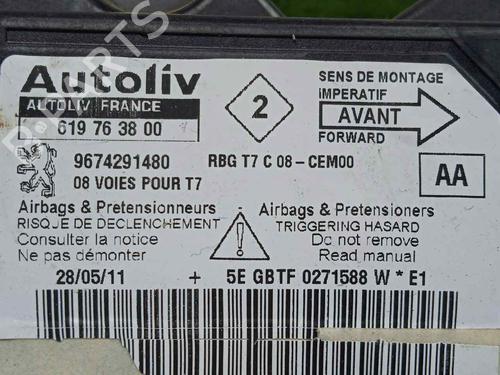 Autoliv
AUTOLIV FRANCE
619 76 38 00
2
SENS DE MONTAGE
IMPERATIF
AVANT
FORWARD
9674291480
RBG T7 C 08-CEM00
08 VOIES POUR T7
AA
Airbags & Pretensionneurs
RISQUE DE DECLENCHEMENT
Consulter la notice
Ne pas démonter
Airbags & Pretensioners
TRIGGERING HASARD
Do not remove
Read manual
28/05/11 + 5E GBTF 0271588 W * E1